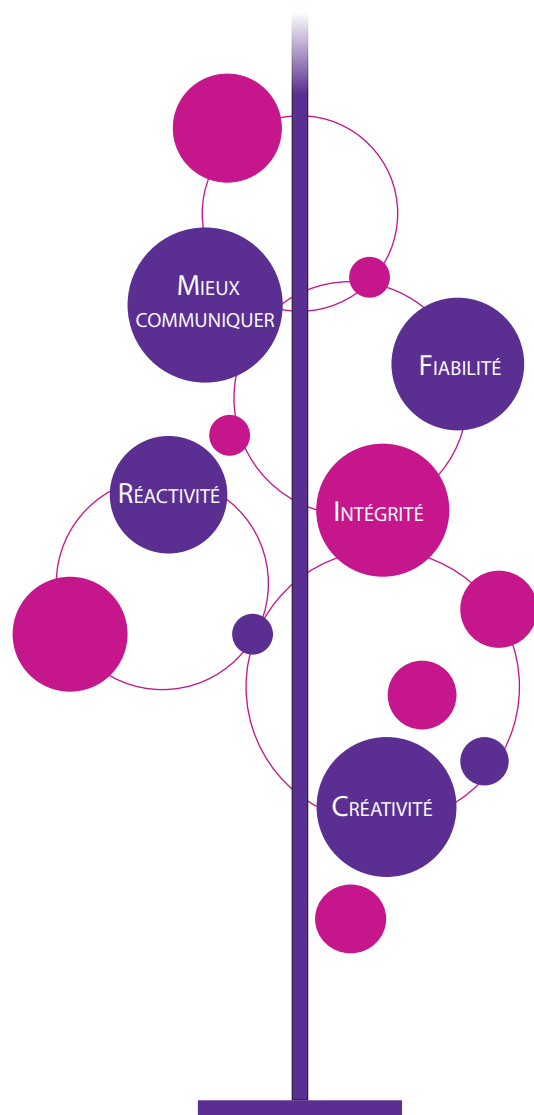 Mieux
communiquer
Fiabilité
Réactivité
Intégrité
Créativité